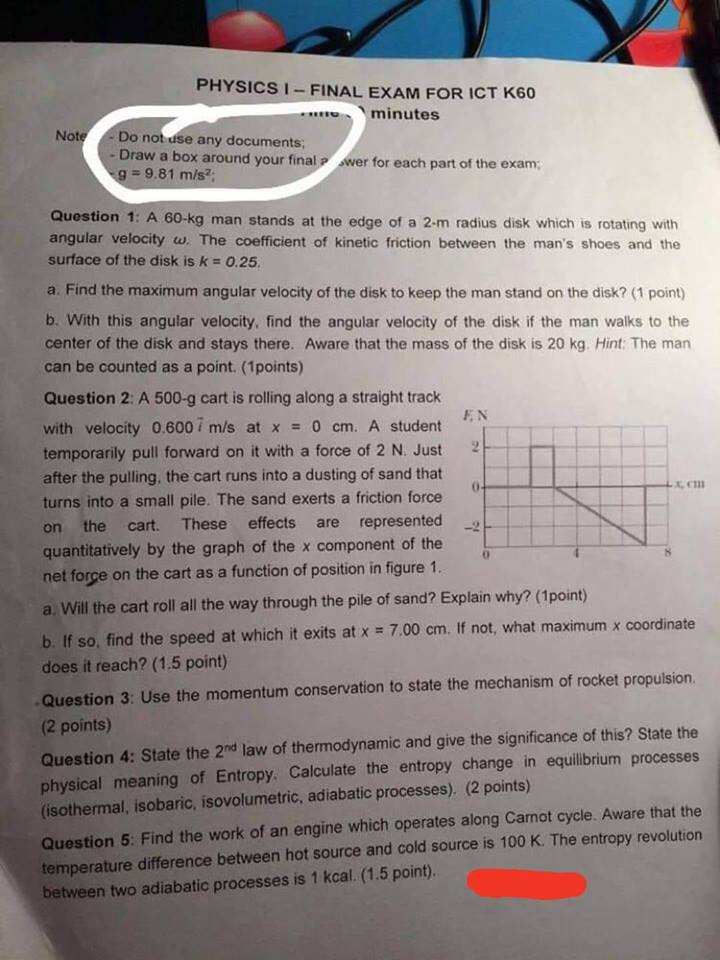 PHYSICS I – FINAL EXAM FOR ICT K60
minutes
Note
- Do not use any documents;
- Draw a box around your final wer for each part of the exam;
- g = 9.81 m/s²;
Question 1: A 60-kg man stands at the edge of a 2-m radius disk which is rotating with
angular velocity ω. The coefficient of kinetic friction between the man's shoes and the
surface of the disk is k = 0.25.
a. Find the maximum angular velocity of the disk to keep the man stand on the disk? (1 point)
b. With this angular velocity, find the angular velocity of the disk if the man walks to the
center of the disk and stays there. Aware that the mass of the disk is 20 kg. Hint: The man
can be counted as a point. (1points)
Question 2: A 500-g cart is rolling along a straight track
with velocity 0.600 i⃗ m/s at x = 0 cm. A student
temporarily pull forward on it with a force of 2 N. Just
after the pulling, the cart runs into a dusting of sand that
turns into a small pile. The sand exerts a friction force
on the cart. These effects are represented
quantitatively by the graph of the x component of the
net force on the cart as a function of position in figure 1.
F, N
2
0
x, cm
−2
0
4
8
a. Will the cart roll all the way through the pile of sand? Explain why? (1point)
b. If so, find the speed at which it exits at x = 7.00 cm. If not, what maximum x coordinate
does it reach? (1.5 point)
Question 3: Use the momentum conservation to state the mechanism of rocket propulsion.
(2 points)
Question 4: State the 2nd law of thermodynamic and give the significance of this? State the
physical meaning of Entropy. Calculate the entropy change in equilibrium processes
(isothermal, isobaric, isovolumetric, adiabatic processes). (2 points)
Question 5: Find the work of an engine which operates along Carnot cycle. Aware that the
temperature difference between hot source and cold source is 100 K. The entropy revolution
between two adiabatic processes is 1 kcal. (1.5 point).